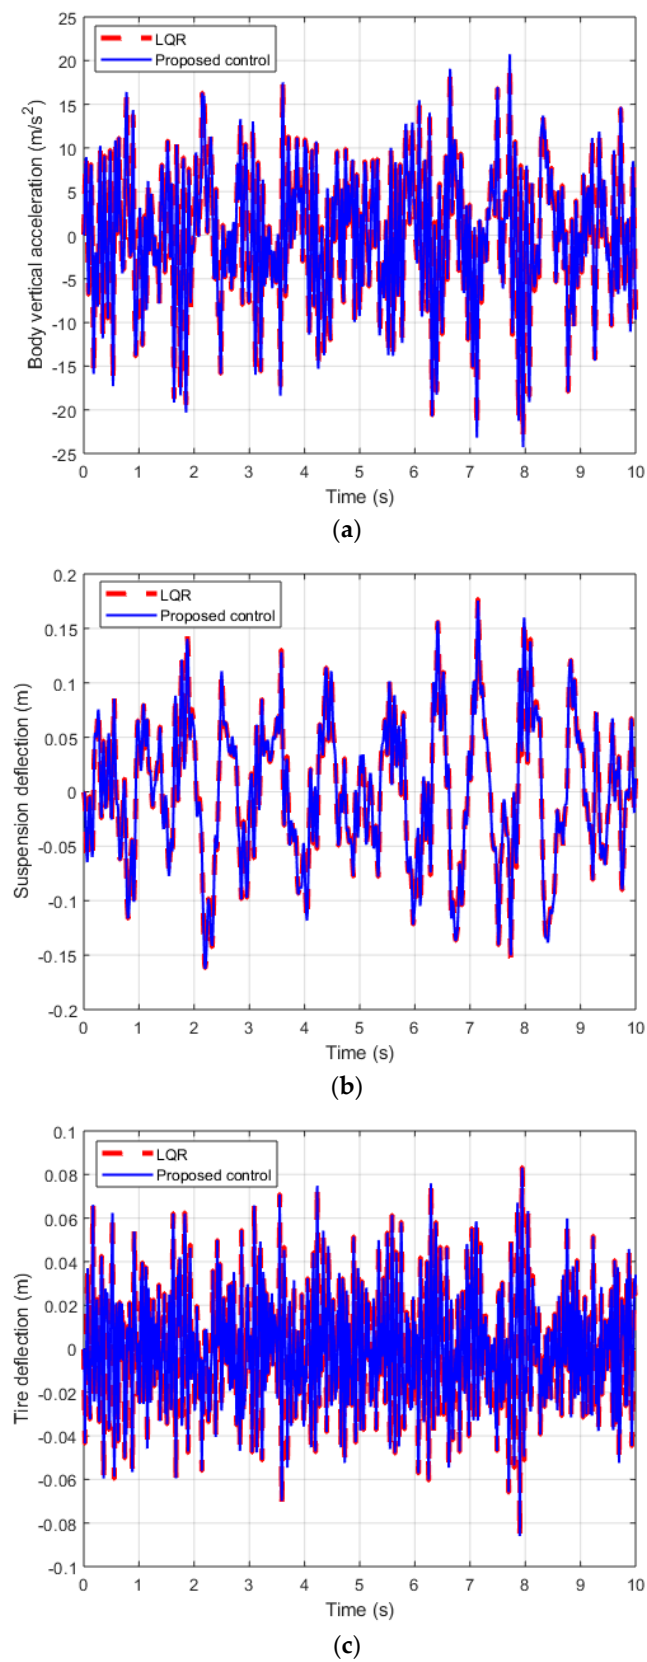 LQR
Proposed control
Body vertical acceleration (m/s²)
25
20
15
10
5
0
-5
-10
-15
-20
-25
0 1 2 3 4 5 6 7 8 9 10
Time (s)
(a)
LQR
Proposed control
Suspension deflection (m)
0.2
0.15
0.1
0.05
0
-0.05
-0.1
-0.15
-0.2
0 1 2 3 4 5 6 7 8 9 10
Time (s)
(b)
LQR
Proposed control
Tire deflection (m)
0.1
0.08
0.06
0.04
0.02
0
-0.02
-0.04
-0.06
-0.08
-0.1
0 1 2 3 4 5 6 7 8 9 10
Time (s)
(c)